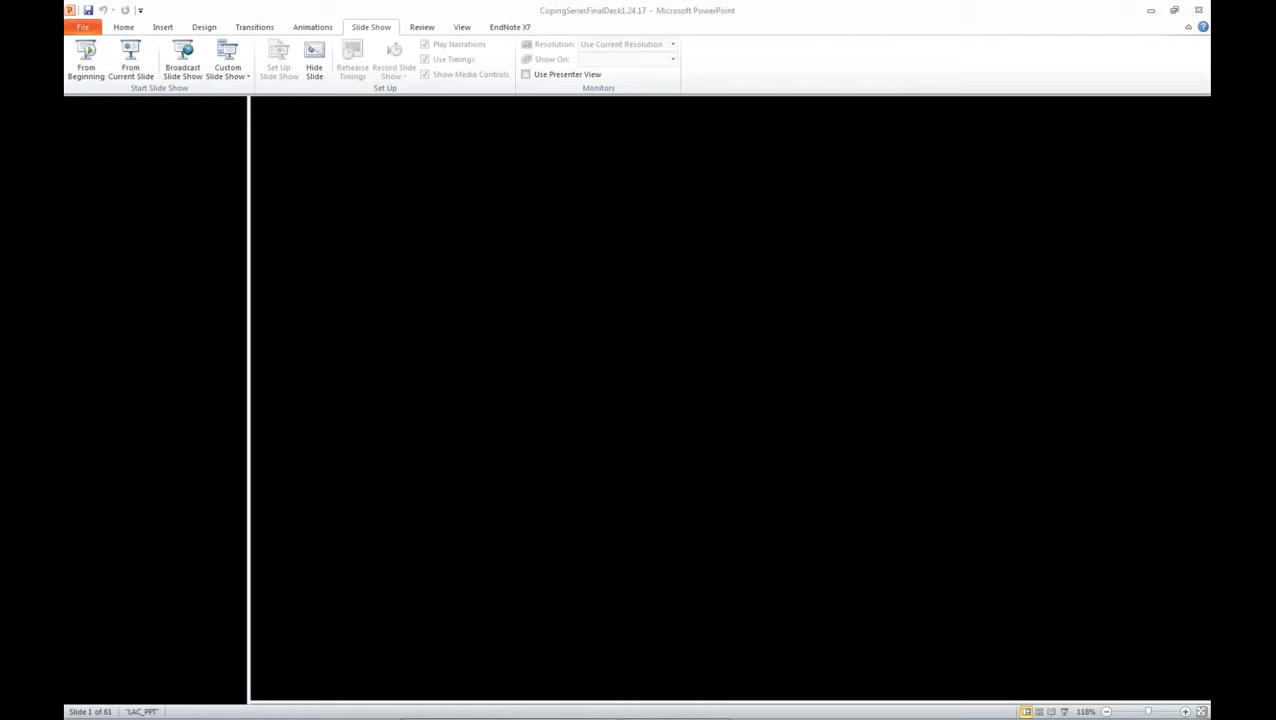 CopingSeriesFinalDeck1.24.17 - Microsoft PowerPoint
File Home Insert Design Transitions Animations Slide Show Review View EndNote X7
From Beginning
From Current Slide
Broadcast Slide Show
Custom Slide Show
Set Up Slide Show
Hide Slide
Rehearse Timings
Record Slide Show
Play Narrations
Use Timings
Show Media Controls
Resolution: Use Current Resolution
Show On:
Use Presenter View
Start Slide Show
Set Up
Monitors
Slide 1 of 61 "LAC_PPT" 118%